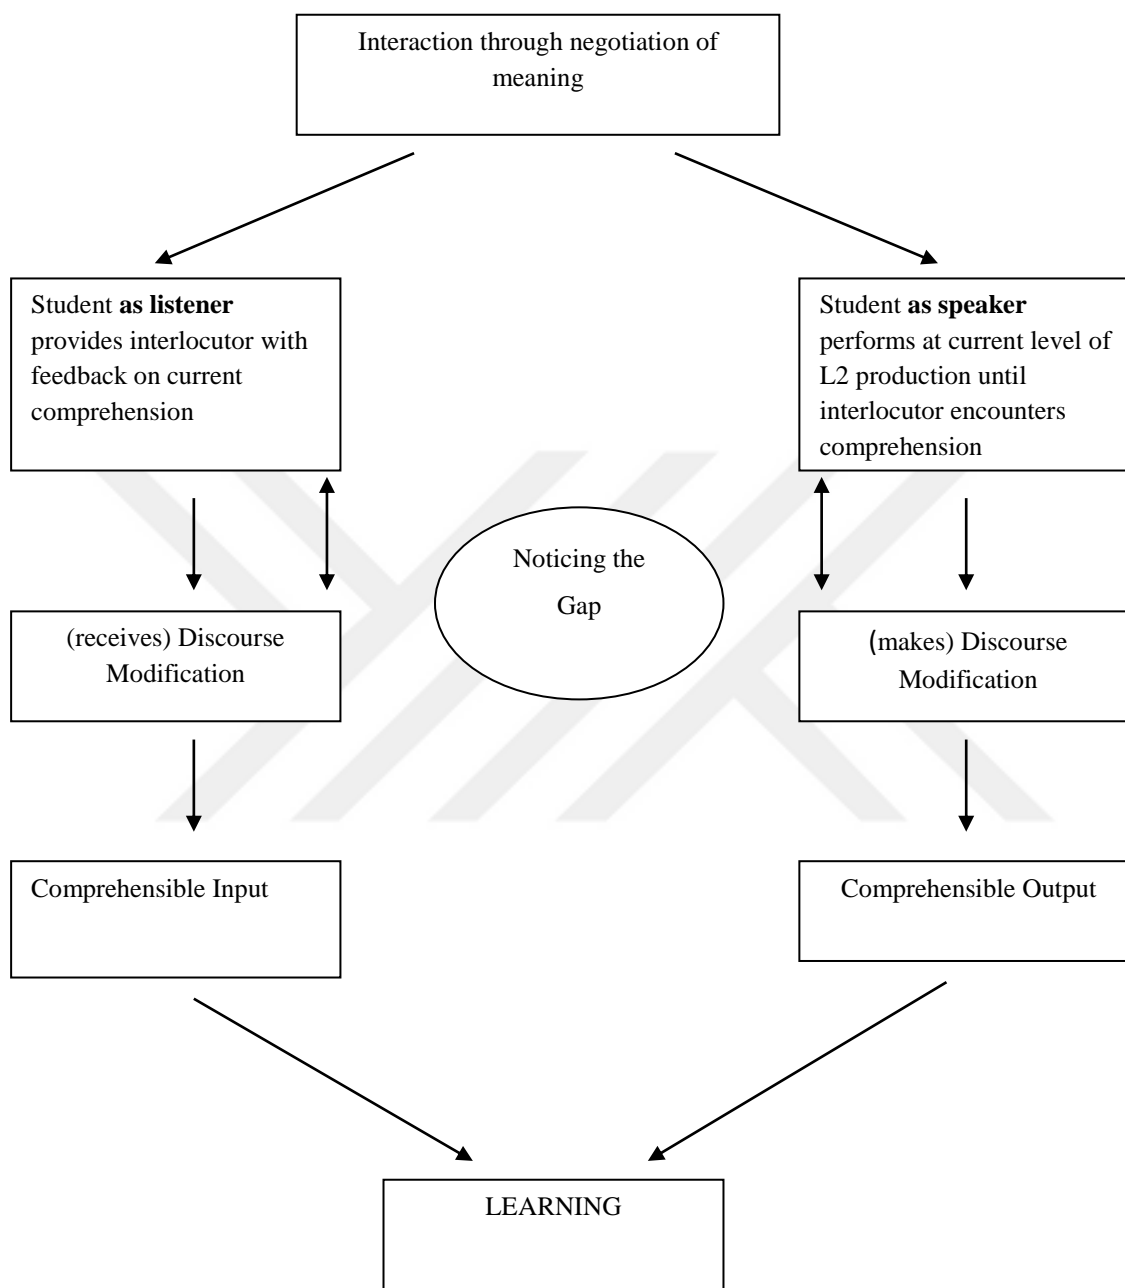 Interaction through negotiation of
meaning
Student as listener
provides interlocutor with
feedback on current
comprehension
Student as speaker
performs at current level of
L2 production until
interlocutor encounters
comprehension
Noticing the
Gap
(receives) Discourse
Modification
(makes) Discourse
Modification
Comprehensible Input
Comprehensible Output
LEARNING